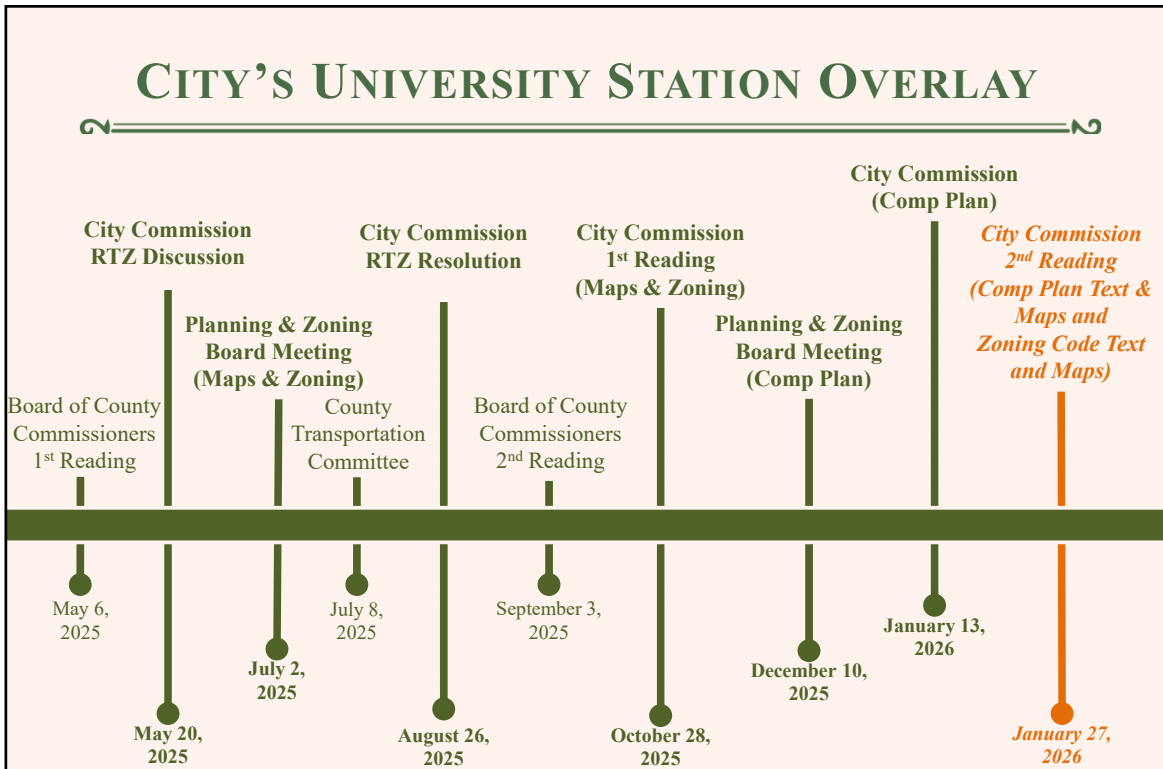 CITY'S UNIVERSITY STATION OVERLAY
Board of County
Commissioners
1st Reading
May 6,
2025
City Commission
RTZ Discussion
May 20,
2025
Planning & Zoning
Board Meeting
(Maps & Zoning)
July 2,
2025
County
Transportation
Committee
July 8,
2025
City Commission
RTZ Resolution
August 26,
2025
Board of County
Commissioners
2nd Reading
September 3,
2025
City Commission
1st Reading
(Maps & Zoning)
October 28,
2025
Planning & Zoning
Board Meeting
(Comp Plan)
December 10,
2025
City Commission
(Comp Plan)
January 13,
2026
City Commission
2nd Reading
(Comp Plan Text &
Maps and
Zoning Code Text
and Maps)
January 27,
2026